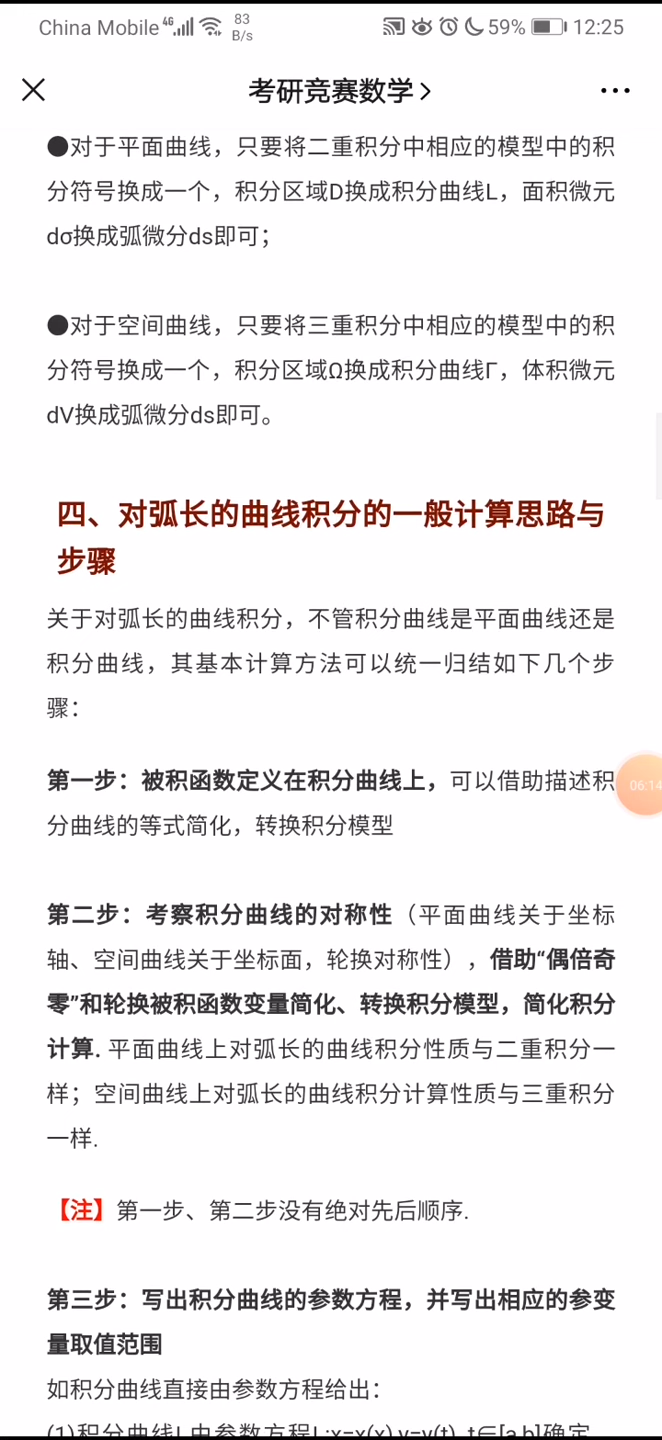 China Mobile 4G 83 B/s 59% 12:25
考研竞赛数学
●对于平面曲线，只要将二重积分中相应的模型中的积
分符号换成一个，积分区域D换成积分曲线L，面积微元
dσ换成弧微分ds即可；
●对于空间曲线，只要将三重积分中相应的模型中的积
分符号换成一个，积分区域Ω换成积分曲线Γ，体积微元
dV换成弧微分ds即可。
四、对弧长的曲线积分的一般计算思路与
步骤
关于对弧长的曲线积分，不管积分曲线是平面曲线还是
积分曲线，其基本计算方法可以统一归结如下几个步
骤：
第一步：被积函数定义在积分曲线上，可以借助描述积
分曲线的等式简化，转换积分模型
06:14
第二步：考察积分曲线的对称性（平面曲线关于坐标
轴、空间曲线关于坐标面，轮换对称性），借助“偶倍奇
零”和轮换被积函数变量简化、转换积分模型，简化积分
计算. 平面曲线上对弧长的曲线积分性质与二重积分一
样；空间曲线上对弧长的曲线积分计算性质与三重积分
一样.
【注】第一步、第二步没有绝对先后顺序.
第三步：写出积分曲线的参数方程，并写出相应的参变
量取值范围
如积分曲线直接由参数方程给出：
(1)积分曲线L由参数方程L:x=x(x),y=y(t), t∈[a,b]确定